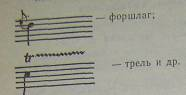 — форшлаг;
tr
— трель и др.